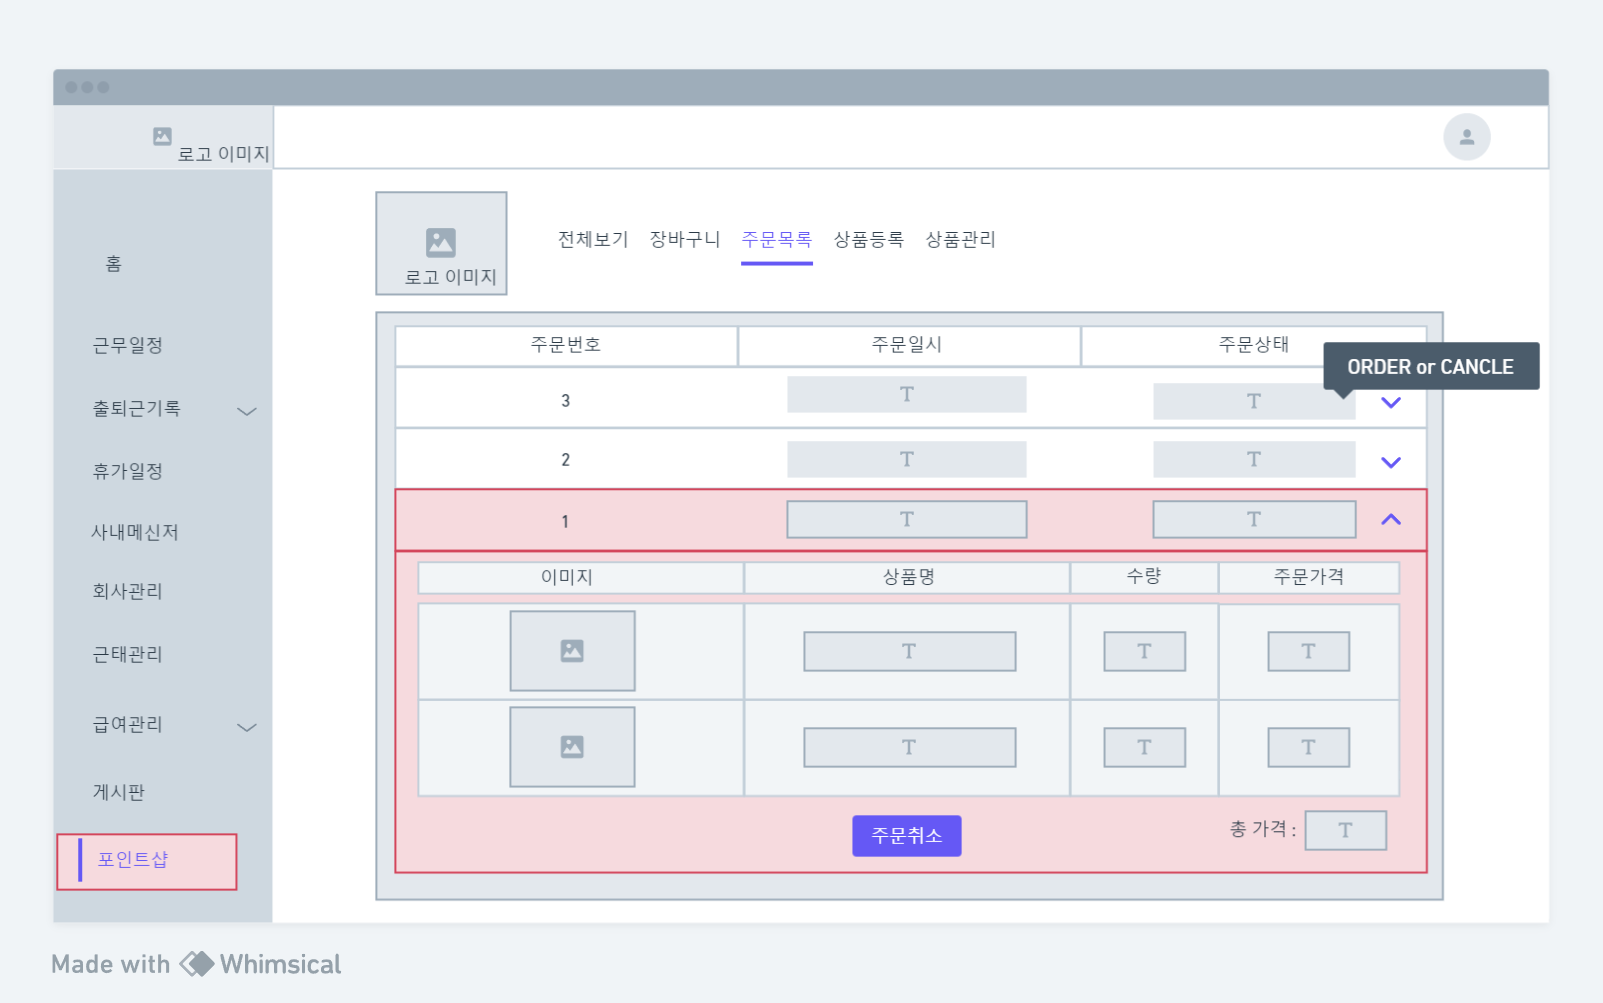 로고 이미지
홈
근무일정
출퇴근기록
휴가일정
사내메신저
회사관리
근태관리
급여관리
게시판
포인트샵
로고 이미지
전체보기 장바구니 주문목록 상품등록 상품관리
주문번호 주문일시 주문상태
ORDER or CANCLE
3 T T
2 T T
1 T T
이미지 상품명 수량 주문가격
T T T
T T T
주문취소 총 가격 : T
Made with Whimsical